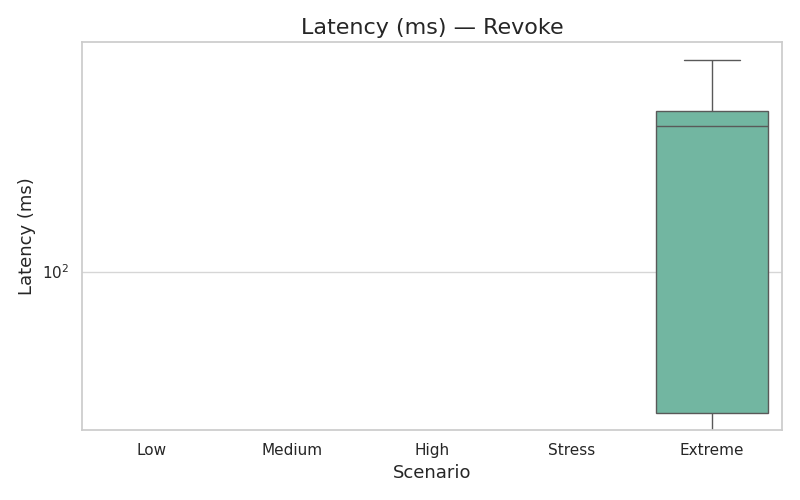 Latency (ms) — Revoke
Latency (ms)
10²
Low Medium High Stress Extreme
Scenario